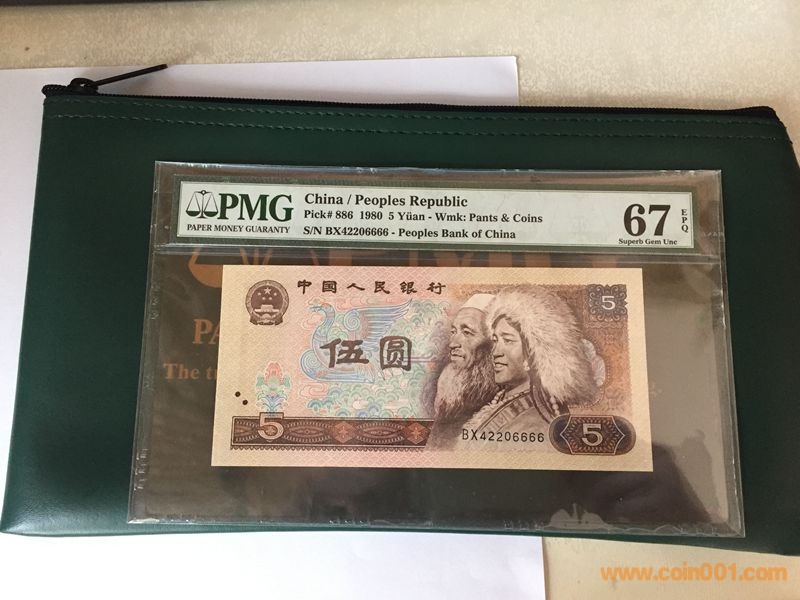 PMG
PAPER MONEY GUARANTY
China / Peoples Republic
Pick# 886 1980 5 Yüan - Wmk: Pants & Coins
S/N BX42206666 - Peoples Bank of China
67 EPQ
Superb Gem Unc
中国人民银行
5
伍圆
5
BX42206666
5
The
www.coin001.com